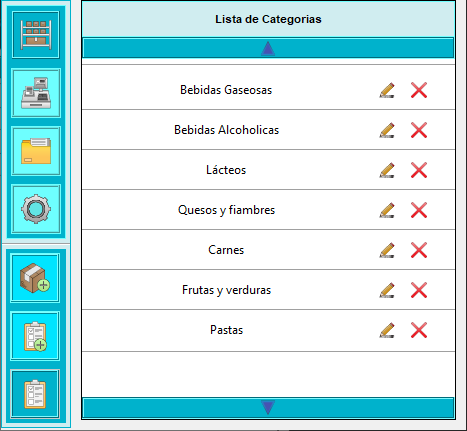 Lista de Categorias
Bebidas Gaseosas
Bebidas Alcoholicas
Lácteos
Quesos y fiambres
Carnes
Frutas y verduras
Pastas